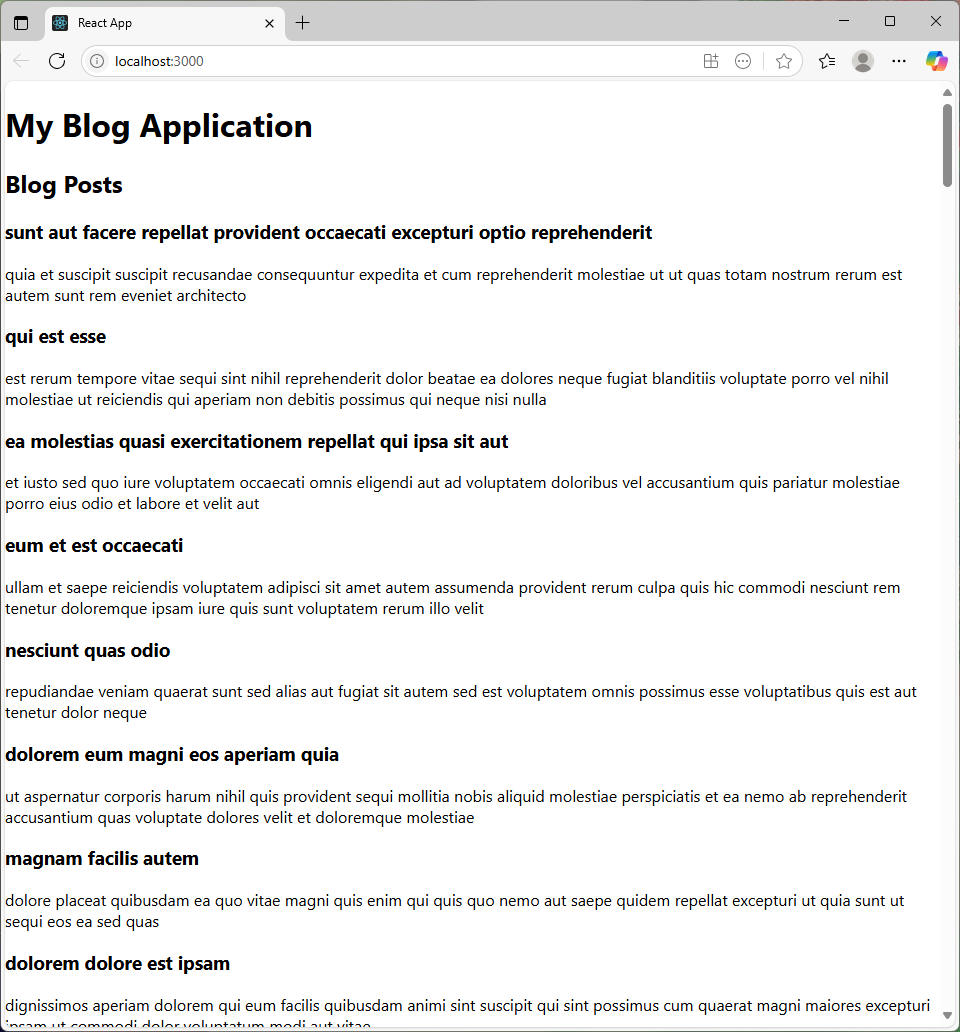 React App
localhost:3000
My Blog Application
Blog Posts
sunt aut facere repellat provident occaecati excepturi optio reprehenderit
quia et suscipit suscipit recusandae consequuntur expedita et cum reprehenderit molestiae ut ut quas totam nostrum rerum est
autem sunt rem eveniet architecto
qui est esse
est rerum tempore vitae sequi sint nihil reprehenderit dolor beatae ea dolores neque fugiat blanditiis voluptate porro vel nihil
molestiae ut reiciendis qui aperiam non debitis possimus qui neque nisi nulla
ea molestias quasi exercitationem repellat qui ipsa sit aut
et iusto sed quo iure voluptatem occaecati omnis eligendi aut ad voluptatem doloribus vel accusantium quis pariatur molestiae
porro eius odio et labore et velit aut
eum et est occaecati
ullam et saepe reiciendis voluptatem adipisci sit amet autem assumenda provident rerum culpa quis hic commodi nesciunt rem
tenetur doloremque ipsam iure quis sunt voluptatem rerum illo velit
nesciunt quas odio
repudiandae veniam quaerat sunt sed alias aut fugiat sit autem sed est voluptatem omnis possimus esse voluptatibus quis est aut
tenetur dolor neque
dolorem eum magni eos aperiam quia
ut aspernatur corporis harum nihil quis provident sequi mollitia nobis aliquid molestiae perspiciatis et ea nemo ab reprehenderit
accusantium quas voluptate dolores velit et doloremque molestiae
magnam facilis autem
dolore placeat quibusdam ea quo vitae magni quis enim qui quis quo nemo aut saepe quidem repellat excepturi ut quia sunt ut
sequi eos ea sed quas
dolorem dolore est ipsam
dignissimos aperiam dolorem qui eum facilis quibusdam animi sint suscipit qui sint possimus cum quaerat magni maiores excepturi
ipsam ut commodi dolor voluptatum modi aut vitae